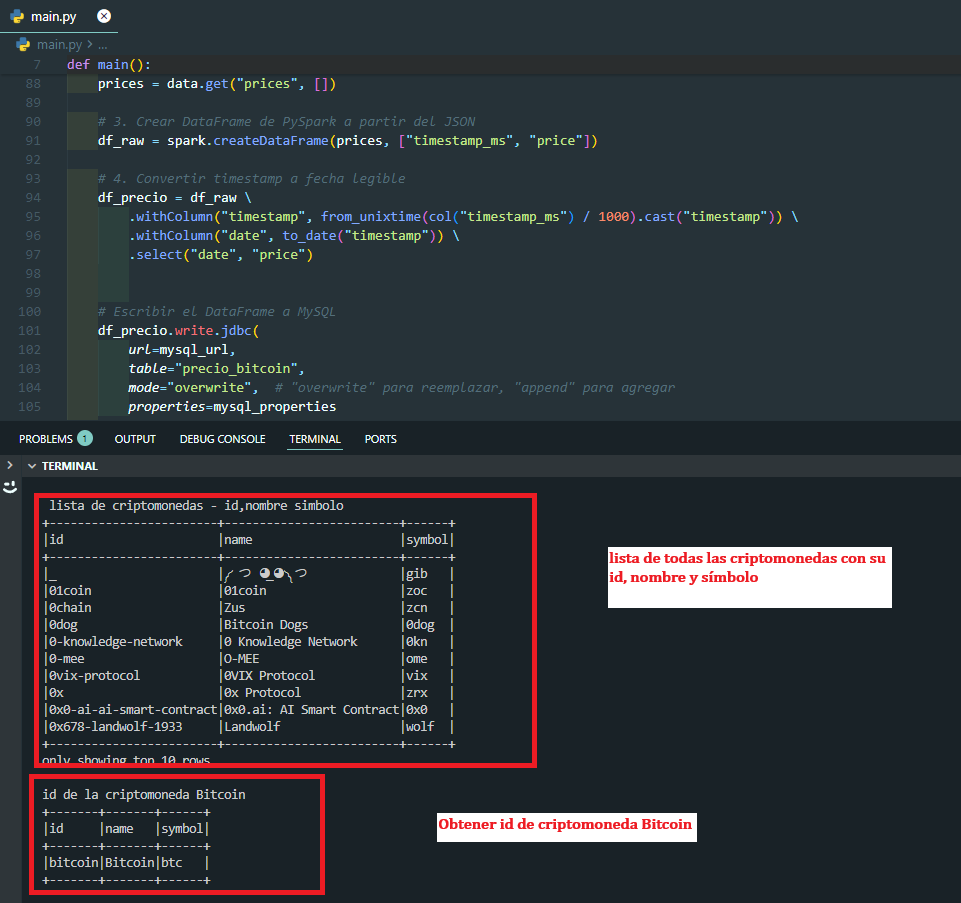 main.py
main.py > ...
7 def main():
88 prices = data.get("prices", [])
89
90 # 3. Crear DataFrame de PySpark a partir del JSON
91 df_raw = spark.createDataFrame(prices, ["timestamp_ms", "price"])
92
93 # 4. Convertir timestamp a fecha legible
94 df_precio = df_raw \
95 .withColumn("timestamp", from_unixtime(col("timestamp_ms") / 1000).cast("timestamp")) \
96 .withColumn("date", to_date("timestamp")) \
97 .select("date", "price")
98
99
100 # Escribir el DataFrame a MySQL
101 df_precio.write.jdbc(
102 url=mysql_url,
103 table="precio_bitcoin",
104 mode="overwrite",  # "overwrite" para reemplazar, "append" para agregar
105 properties=mysql_properties
PROBLEMS 1 OUTPUT DEBUG CONSOLE TERMINAL PORTS
TERMINAL
lista de criptomonedas - id,nombre simbolo
+-------------------------+-------------------------+------+
|id |name |symbol|
+-------------------------+-------------------------+------+
|_ |༼ つ ◕_◕༽つ |gib |
|01coin |01coin |zoc |
|0chain |Zus |zcn |
|0dog |Bitcoin Dogs |0dog |
|0-knowledge-network |0 Knowledge Network |0kn |
|0-mee |O-MEE |ome |
|0vix-protocol |0VIX Protocol |vix |
|0x |0x Protocol |zrx |
|0x0-ai-ai-smart-contract|0x0.ai: AI Smart Contract|0x0 |
|0x678-landwolf-1933 |Landwolf |wolf |
+-------------------------+-------------------------+------+
only showing top 10 rows
lista de todas las criptomonedas con su
id, nombre y símbolo
id de la criptomoneda Bitcoin
+-------+-------+------+
|id |name |symbol|
+-------+-------+------+
|bitcoin|Bitcoin|btc |
+-------+-------+------+
Obtener id de criptomoneda Bitcoin